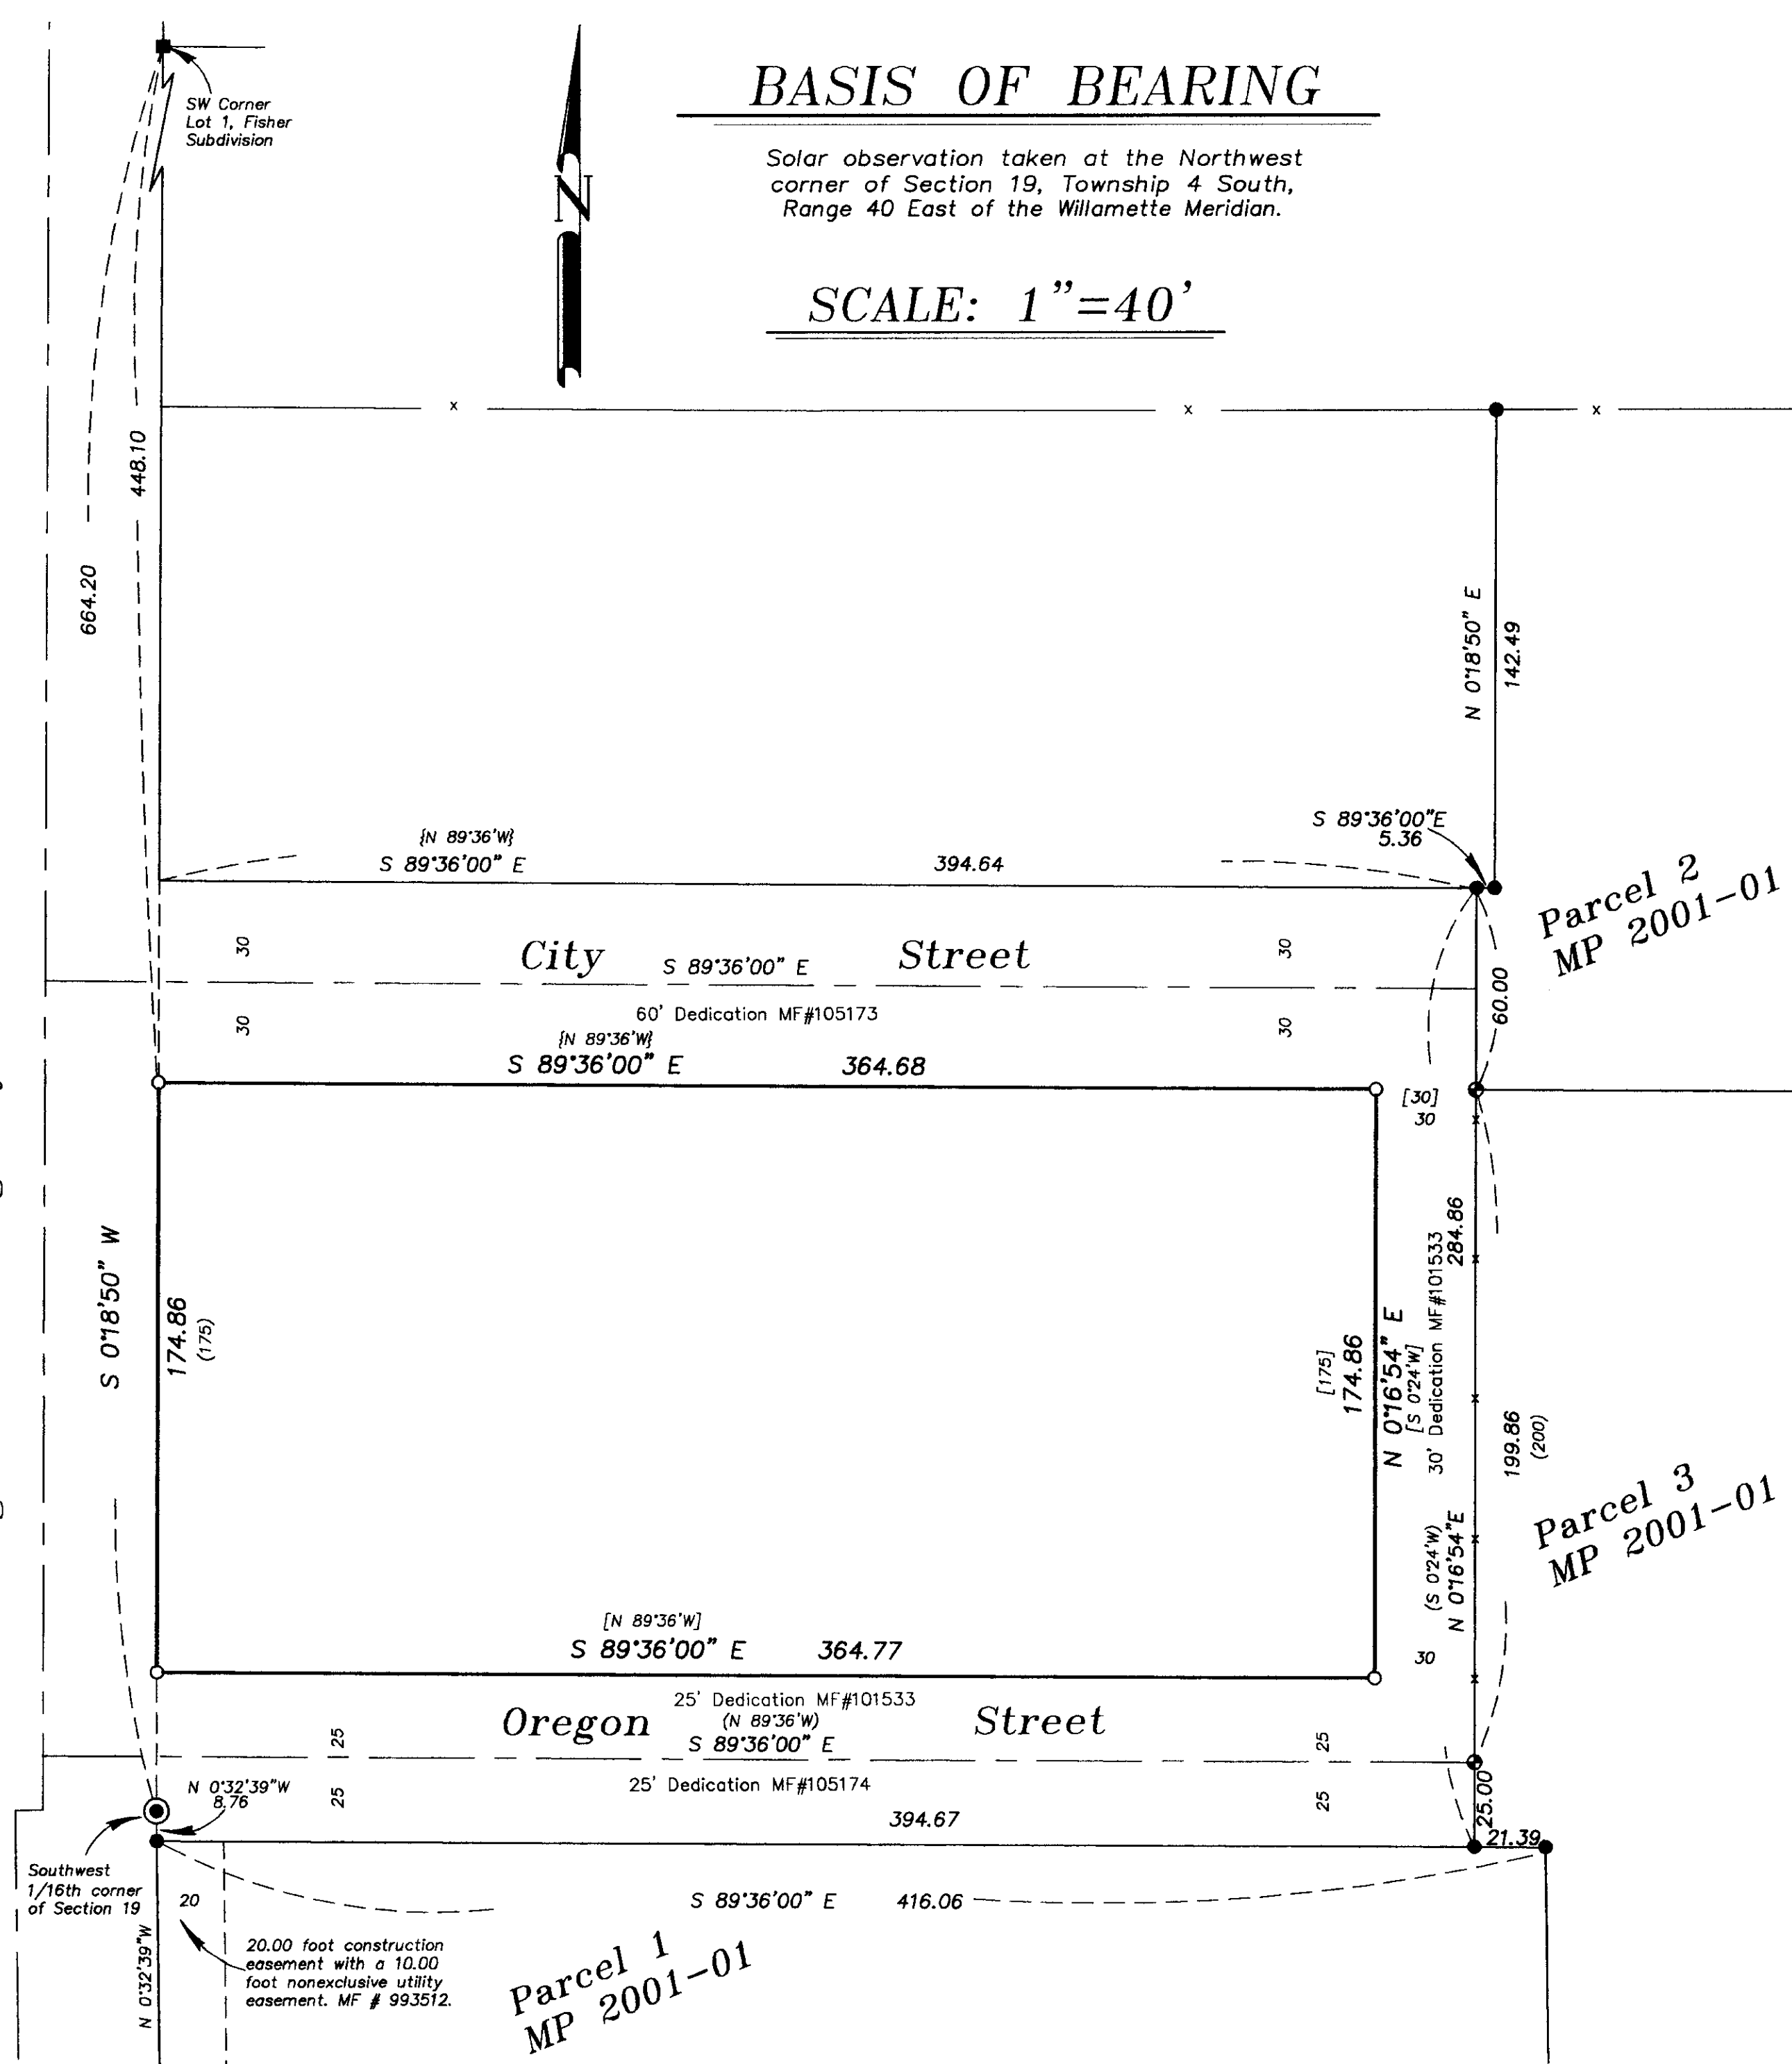 BASIS OF BEARING
Solar observation taken at the Northwest
corner of Section 19, Township 4 South,
Range 40 East of the Willamette Meridian.
SCALE: 1"=40'
N
SW Corner
Lot 1, Fisher
Subdivision
x
x
x
448.10
664.20
N 0°18'50" E
142.49
S 89°36'00"E
5.36
{N 89°36'W}
S 89°36'00" E
394.64
Parcel 2
MP 2001-01
30
City Street
S 89°36'00" E
30
60.00
60' Dedication MF#105173
30
30
{N 89°36'W}
S 89°36'00" E
364.68
[30]
30
S 0°18'50" W
174.86
(175)
[175]
174.86
N 0°16'54" E
[S 0°24'W]
30' Dedication MF#101533
284.86
199.86
(200)
(S 0°24'W)
N 0°16'54"E
Parcel 3
MP 2001-01
[N 89°36'W]
S 89°36'00" E
364.77
30
25' Dedication MF#101533
Oregon Street
(N 89°36'W)
S 89°36'00" E
25
25
25' Dedication MF#105174
25
25
N 0°32'39"W
8.76
394.67
25.00
21.39
Southwest
1/16th corner
of Section 19
20
S 89°36'00" E
416.06
N 0°32'39"W
20.00 foot construction
easement with a 10.00
foot nonexclusive utility
easement. MF # 993512.
Parcel 1
MP 2001-01